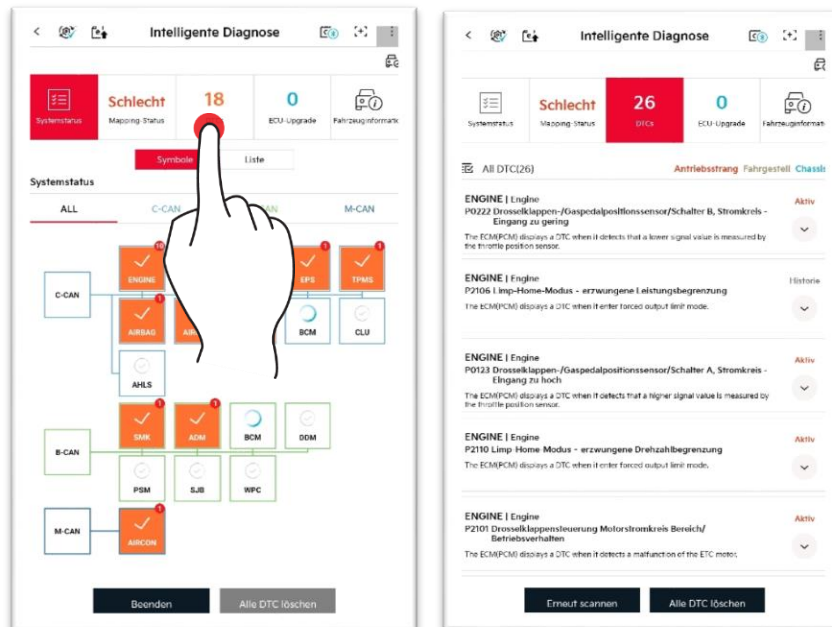 Intelligente Diagnose
Schlecht
18
0
Systemstatus
Mapping-Status
ECU-Upgrade
Fahrzeuginformatik
Symbole
Liste
Systemstatus
ALL
C-CAN
M-CAN
C-CAN
10
ENGINE
1
EPS
1
TPMS
1
AIRBAG
BCM
CLU
AHLS
B-CAN
1
SMK
1
ADM
BCM
DDM
PSM
SJB
WPC
M-CAN
1
AIRCON
Beenden
Alle DTC löschen
Intelligente Diagnose
Schlecht
26
0
Systemstatus
Mapping-Status
DTCs
ECU-Upgrade
Fahrzeuginformati
All DTC(26)
Antriebsstrang Fahrgestell Chassis
ENGINE | Engine
Aktiv
P0222 Drosselklappen-/Gaspedalpositionssensor/Schalter B, Stromkreis -
Eingang zu gering
The ECM(PCM) displays a DTC when it detects that a lower signal value is measured by
the throttle position sensor.
ENGINE | Engine
Historie
P2106 Limp-Home-Modus - erzwungene Leistungsbegrenzung
The ECM(PCM) displays a DTC when it enter forced output limit mode.
ENGINE | Engine
Aktiv
P0123 Drosselklappen-/Gaspedalpositionssensor/Schalter A, Stromkreis -
Eingang zu hoch
The ECM(PCM) displays a DTC when it detects that a higher signal value is measured by
the throttle position sensor.
ENGINE | Engine
Aktiv
P2110 Limp-Home-Modus - erzwungene Drehzahlbegrenzung
The ECM(PCM) displays a DTC when it enter forced output limit mode.
ENGINE | Engine
Aktiv
P2101 Drosselklappensteuerung Motorstromkreis Bereich/
Betriebsverhalten
The ECM(PCM) displays a DTC when it detects a malfunction of the ETC motor.
Erneut scannen
Alle DTC löschen